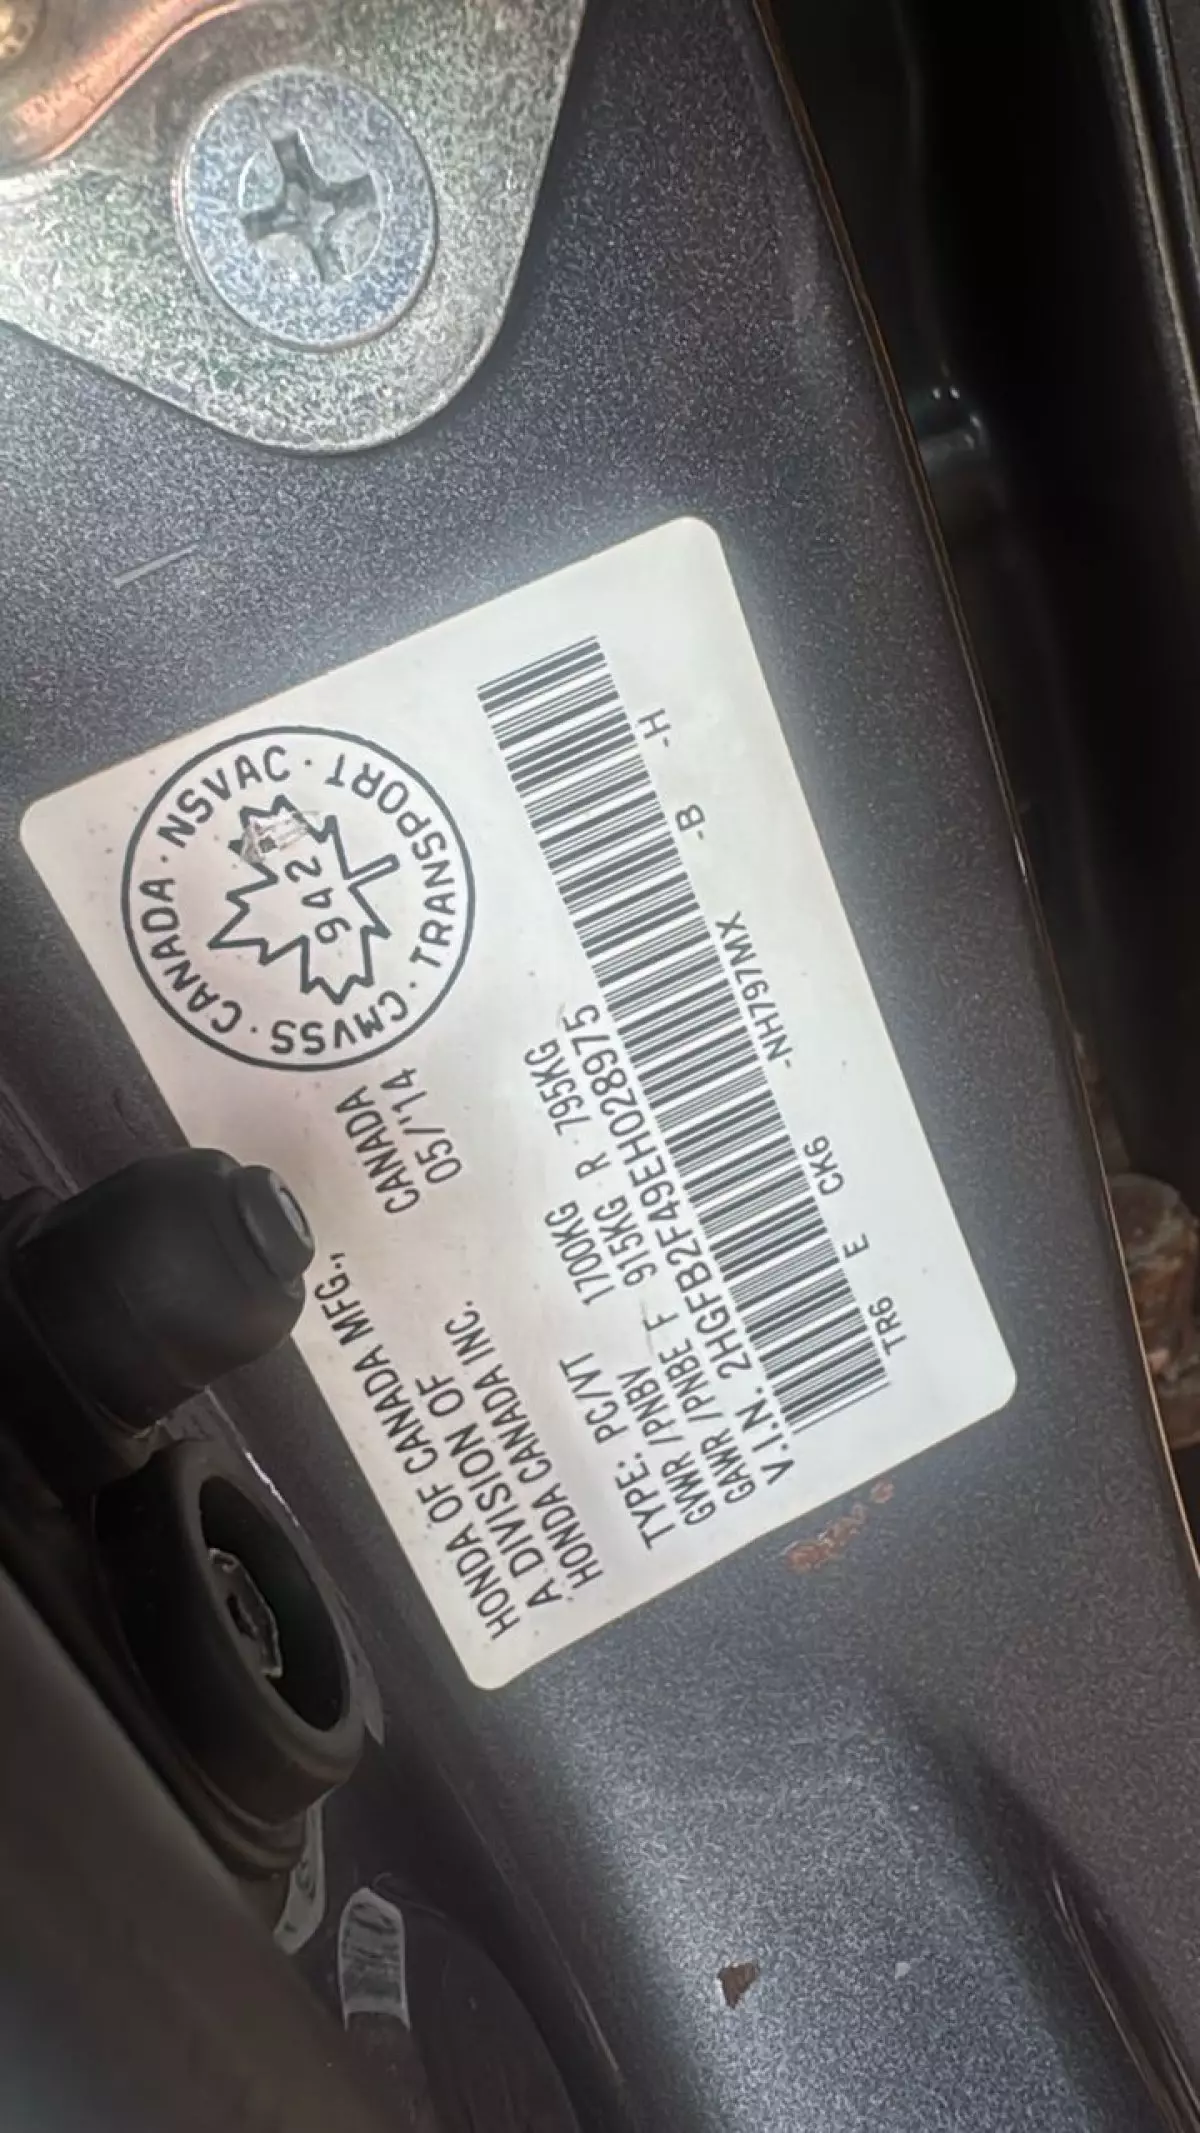 HONDA OF CANADA MFG., CANADA
A DIVISION OF 05/'14
HONDA CANADA INC.
CMVSS · CANADA · NSVAC · TRANSPORT · TRANSPORT ·
942
TYPE: PC/VT
GVWR /PNBV 1700KG
GAWR /PNBE F 915KG R 795KG
V.I.N. 2HGFB2F49EH028975
TR6 E CK6 -NH797MX -B -H